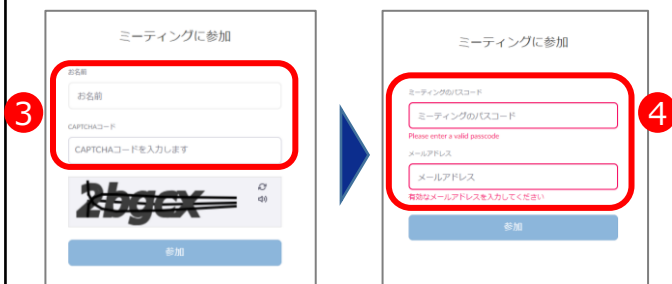 ミーティングに参加
お名前
お名前
3
CAPTCHAコード
CAPTCHAコードを入力します
2bgcx
参加
ミーティングに参加
ミーティングのパスコード
ミーティングのパスコード
4
Please enter a valid passcode.
メールアドレス
メールアドレス
有効なメールアドレスを入力してください
参加